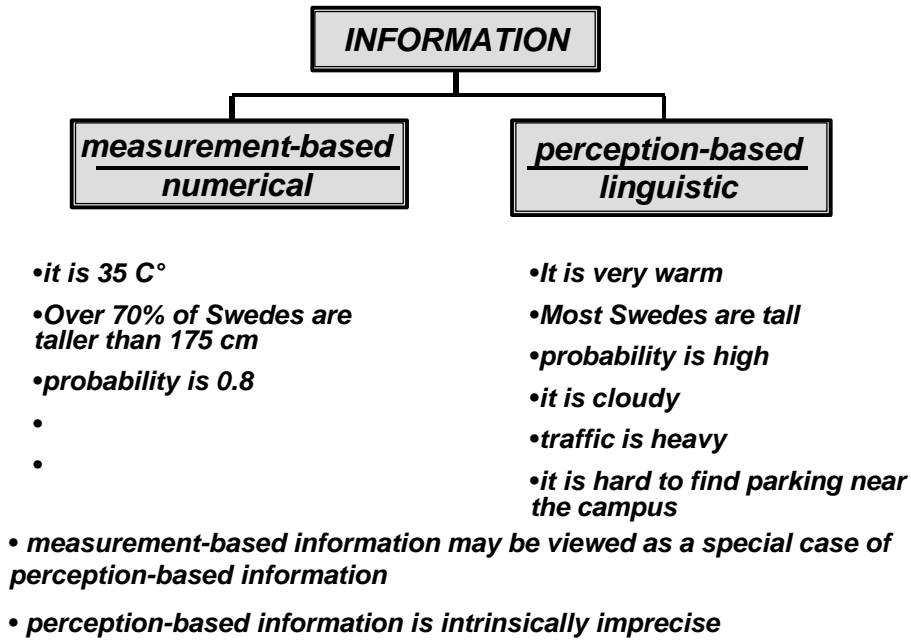 INFORMATION
measurement-based
numerical
perception-based
linguistic
•it is 35 C°
•Over 70% of Swedes are
taller than 175 cm
•probability is 0.8
•
•
•It is very warm
•Most Swedes are tall
•probability is high
•it is cloudy
•traffic is heavy
•it is hard to find parking near
the campus
• measurement-based information may be viewed as a special case of
perception-based information
• perception-based information is intrinsically imprecise